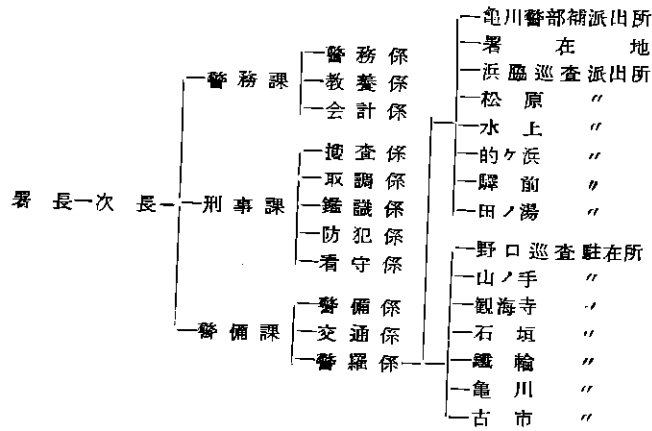 署長―次長
警務課
警務係
教養係
会計係
刑事課
捜査係
取調係
鑑識係
防犯係
看守係
警備課
警備係
交通係
警羅係
亀川警部補派出所
署在地
浜脇巡査派出所
松原 〃
水上 〃
的ケ浜 〃
驛前 〃
田ノ湯 〃
野口巡査駐在所
山ノ手 〃
観海寺 〃
石垣 〃
鐵輪 〃
亀川 〃
古市 〃